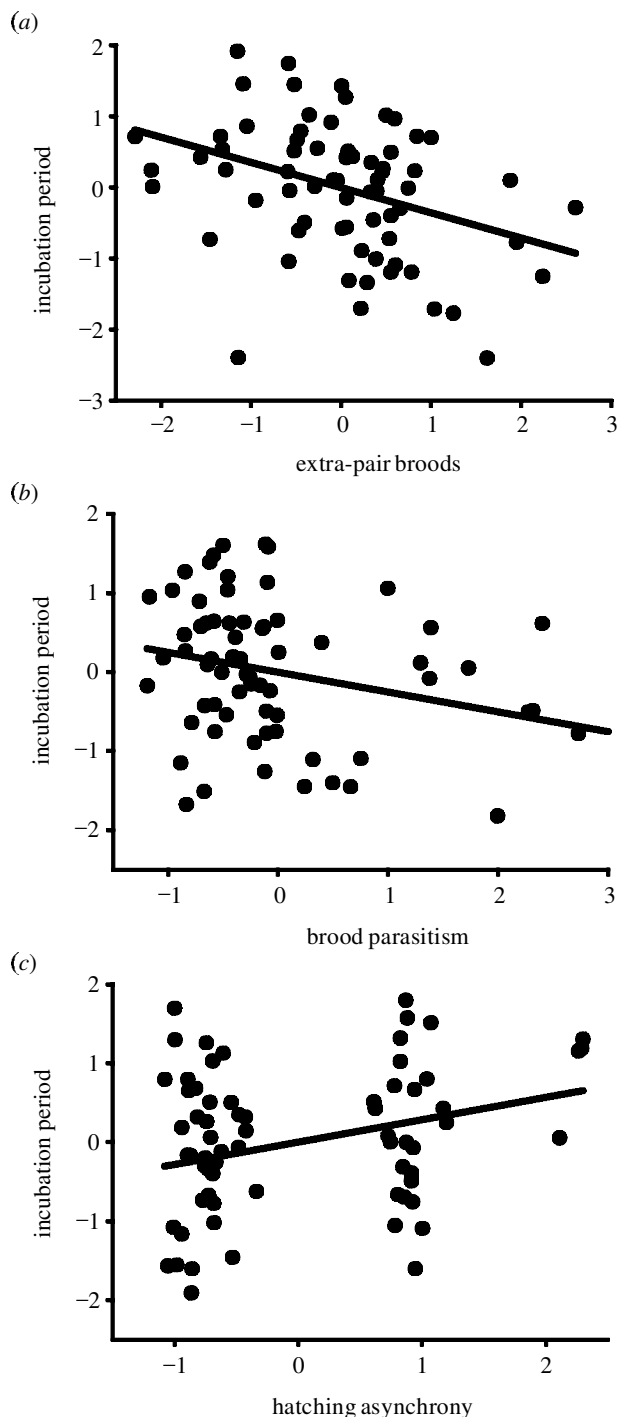 (a)
2
1
0
−1
−2
−3
incubation period
−2 −1 0 1 2 3
extra-pair broods
(b)
2
1
0
−1
−2
incubation period
−1 0 1 2 3
brood parasitism
(c)
2
1
0
−1
−2
incubation period
−1 0 1 2
hatching asynchrony